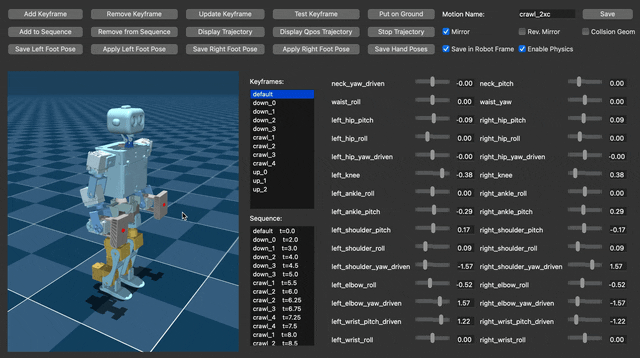 Add Keyframe Remove Keyframe Update Keyframe Test Keyframe Put on Ground Motion Name: crawl_2xc Save
Add to Sequence Remove from Sequence Display Trajectory Display Qpos Trajectory Stop Trajectory Mirror Rev. Mirror Collision Geom
Save Left Foot Pose Apply Left Foot Pose Save Right Foot Pose Apply Right Foot Pose Save Hand Poses Save in Robot Frame Enable Physics
Keyframes:
default
down_0
down_1
down_2
down_3
crawl_1
crawl_2
crawl_3
crawl_4
up_0
up_1
up_2
Sequence:
default t=0.0
down_0 t=2.0
down_1 t=3.0
down_2 t=4.0
down_3 t=4.5
down_3 t=5.0
crawl_1 t=5.5
crawl_2 t=6.0
crawl_2 t=6.25
crawl_3 t=6.75
crawl_4 t=7.25
crawl_4 t=7.5
crawl_1 t=8.0
crawl_2 t=8.5
neck_yaw_driven -0.00 neck_pitch 0.00
waist_roll 0.00 waist_yaw 0.00
left_hip_pitch -0.09 right_hip_pitch 0.09
left_hip_roll 0.00 right_hip_roll 0.00
left_hip_yaw_driven -0.00 right_hip_yaw_driven -0.00
left_knee -0.38 right_knee 0.38
left_ankle_roll -0.00 right_ankle_roll 0.00
left_ankle_pitch -0.29 right_ankle_pitch 0.29
left_shoulder_pitch 0.17 right_shoulder_pitch -0.17
left_shoulder_roll 0.09 right_shoulder_roll 0.09
left_shoulder_yaw_driven -1.57 right_shoulder_yaw_driven 1.57
left_elbow_roll -0.52 right_elbow_roll -0.52
left_elbow_yaw_driven 1.57 right_elbow_yaw_driven -1.57
left_wrist_pitch_driven 1.22 right_wrist_pitch_driven -1.22
left_wrist_roll 0.00 right_wrist_roll 0.00